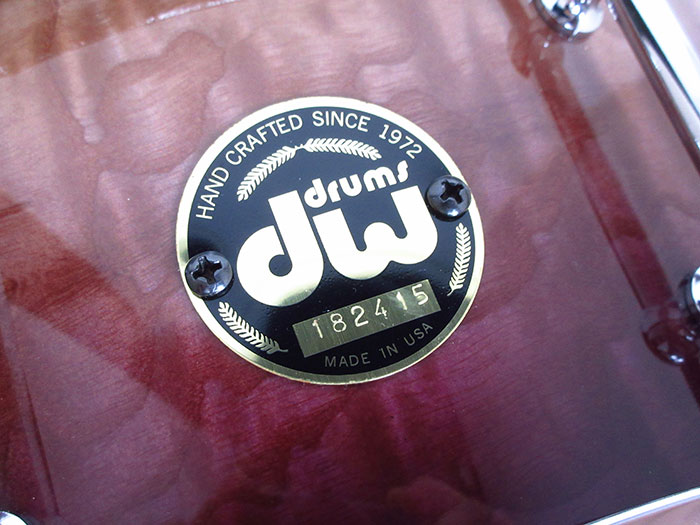 HAND CRAFTED SINCE 1972
drums
dw
182415
MADE IN USA